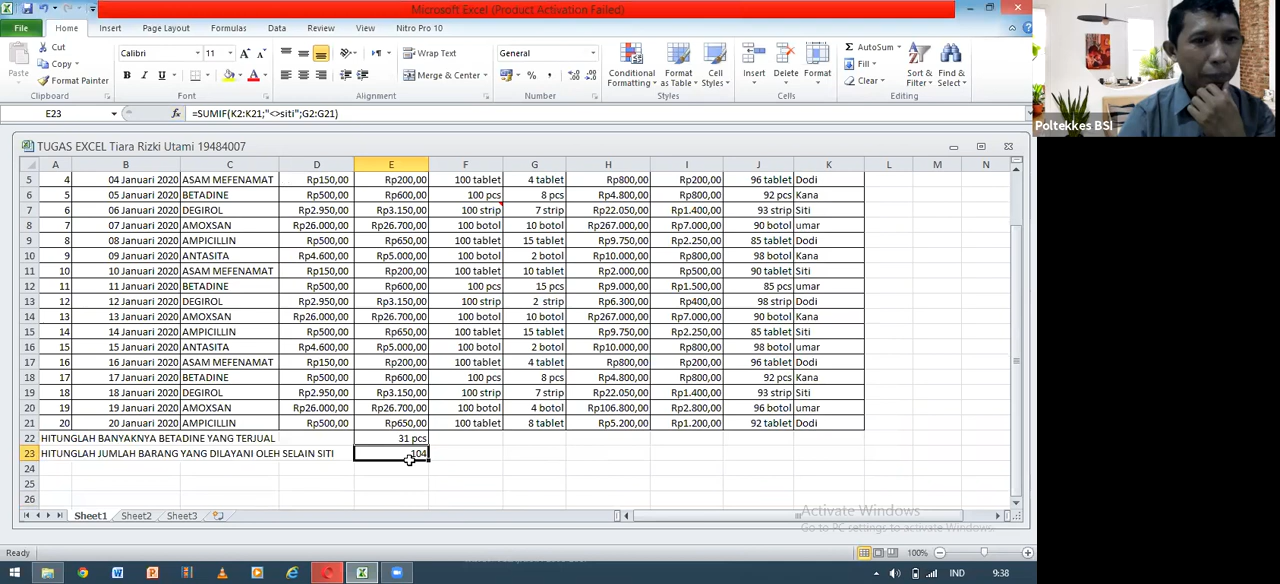 Microsoft Excel (Product Activation Failed)
File Home Insert Page Layout Formulas Data Review View Nitro Pro 10
Paste Cut Copy Format Painter Clipboard
Calibri 11 B I U Font
Wrap Text Merge & Center Alignment
General % , Number
Conditional Formatting Format as Table Cell Styles Styles
Insert Delete Format Cells
AutoSum Fill Clear Sort & Filter Find & Select Editing
E23 fx =SUMIF(K2:K21;"<>siti";G2:G21)
Poltekkes BSI
TUGAS EXCEL Tiara Rizki Utami 19484007
A B C D E F G H I J K L M N
5 4 04 Januari 2020 ASAM MEFENAMAT Rp150,00 Rp200,00 100 tablet 4 tablet Rp800,00 Rp200,00 96 tablet Dodi
6 5 05 Januari 2020 BETADINE Rp500,00 Rp600,00 100 pcs 8 pcs Rp4.800,00 Rp800,00 92 pcs Kana
7 6 06 Januari 2020 DEGIROL Rp2.950,00 Rp3.150,00 100 strip 7 strip Rp22.050,00 Rp1.400,00 93 strip Siti
8 7 07 Januari 2020 AMOXSAN Rp26.000,00 Rp26.700,00 100 botol 10 botol Rp267.000,00 Rp7.000,00 90 botol umar
9 8 08 Januari 2020 AMPICILLIN Rp500,00 Rp650,00 100 tablet 15 tablet Rp9.750,00 Rp2.250,00 85 tablet Dodi
10 9 09 Januari 2020 ANTASITA Rp4.600,00 Rp5.000,00 100 botol 2 botol Rp10.000,00 Rp800,00 98 botol Kana
11 10 10 Januari 2020 ASAM MEFENAMAT Rp150,00 Rp200,00 100 tablet 10 tablet Rp2.000,00 Rp500,00 90 tablet Siti
12 11 11 Januari 2020 BETADINE Rp500,00 Rp600,00 100 pcs 15 pcs Rp9.000,00 Rp1.500,00 85 pcs umar
13 12 12 Januari 2020 DEGIROL Rp2.950,00 Rp3.150,00 100 strip 2 strip Rp6.300,00 Rp400,00 98 strip Dodi
14 13 13 Januari 2020 AMOXSAN Rp26.000,00 Rp26.700,00 100 botol 10 botol Rp267.000,00 Rp7.000,00 90 botol Kana
15 14 14 Januari 2020 AMPICILLIN Rp500,00 Rp650,00 100 tablet 15 tablet Rp9.750,00 Rp2.250,00 85 tablet Siti
16 15 15 Januari 2020 ANTASITA Rp4.600,00 Rp5.000,00 100 botol 2 botol Rp10.000,00 Rp800,00 98 botol umar
17 16 16 Januari 2020 ASAM MEFENAMAT Rp150,00 Rp200,00 100 tablet 4 tablet Rp800,00 Rp200,00 96 tablet Dodi
18 17 17 Januari 2020 BETADINE Rp500,00 Rp600,00 100 pcs 8 pcs Rp4.800,00 Rp800,00 92 pcs Kana
19 18 18 Januari 2020 DEGIROL Rp2.950,00 Rp3.150,00 100 strip 7 strip Rp22.050,00 Rp1.400,00 93 strip Siti
20 19 19 Januari 2020 AMOXSAN Rp26.000,00 Rp26.700,00 100 botol 4 botol Rp106.800,00 Rp2.800,00 96 botol umar
21 20 20 Januari 2020 AMPICILLIN Rp500,00 Rp650,00 100 tablet 8 tablet Rp5.200,00 Rp1.200,00 92 tablet Dodi
22 HITUNGLAH BANYAKNYA BETADINE YANG TERJUAL 31 pcs
23 HITUNGLAH JUMLAH BARANG YANG DILAYANI OLEH SELAIN SITI 104
24
25
26
Sheet1 Sheet2 Sheet3
Activate Windows
Go to PC settings to activate Windows.
Ready 100%
IND 9:38